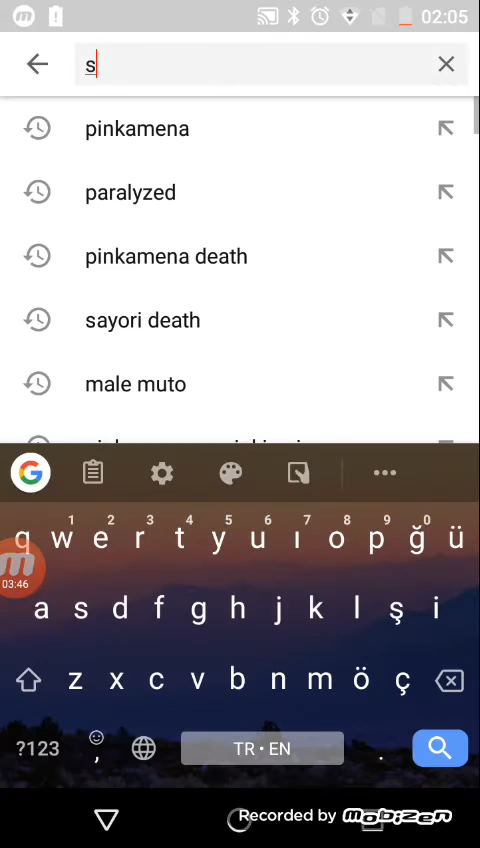 02:05
s
pinkamena
paralyzed
pinkamena death
sayori death
male muto
1 2 3 4 5 6 7 8 9 0
q w e r t y u ı o p ğ ü
03:46
a s d f g h j k l ş i
z x c v b n m ö ç
?123 , TR • EN .
Recorded by mobizen